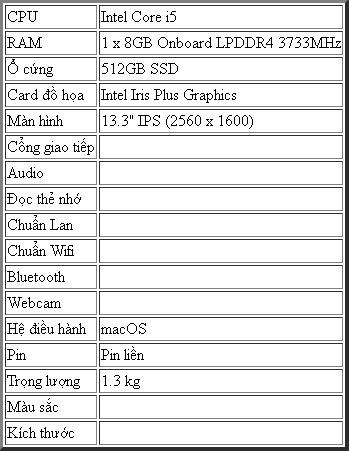 CPU Intel Core i5
RAM 1 x 8GB Onboard LPDDR4 3733MHz
Ổ cứng 512GB SSD
Card đồ họa Intel Iris Plus Graphics
Màn hình 13.3" IPS (2560 x 1600)
Cổng giao tiếp
Audio
Đọc thẻ nhớ
Chuẩn Lan
Chuẩn Wifi
Bluetooth
Webcam
Hệ điều hành macOS
Pin Pin liền
Trọng lượng 1.3 kg
Màu sắc
Kích thước